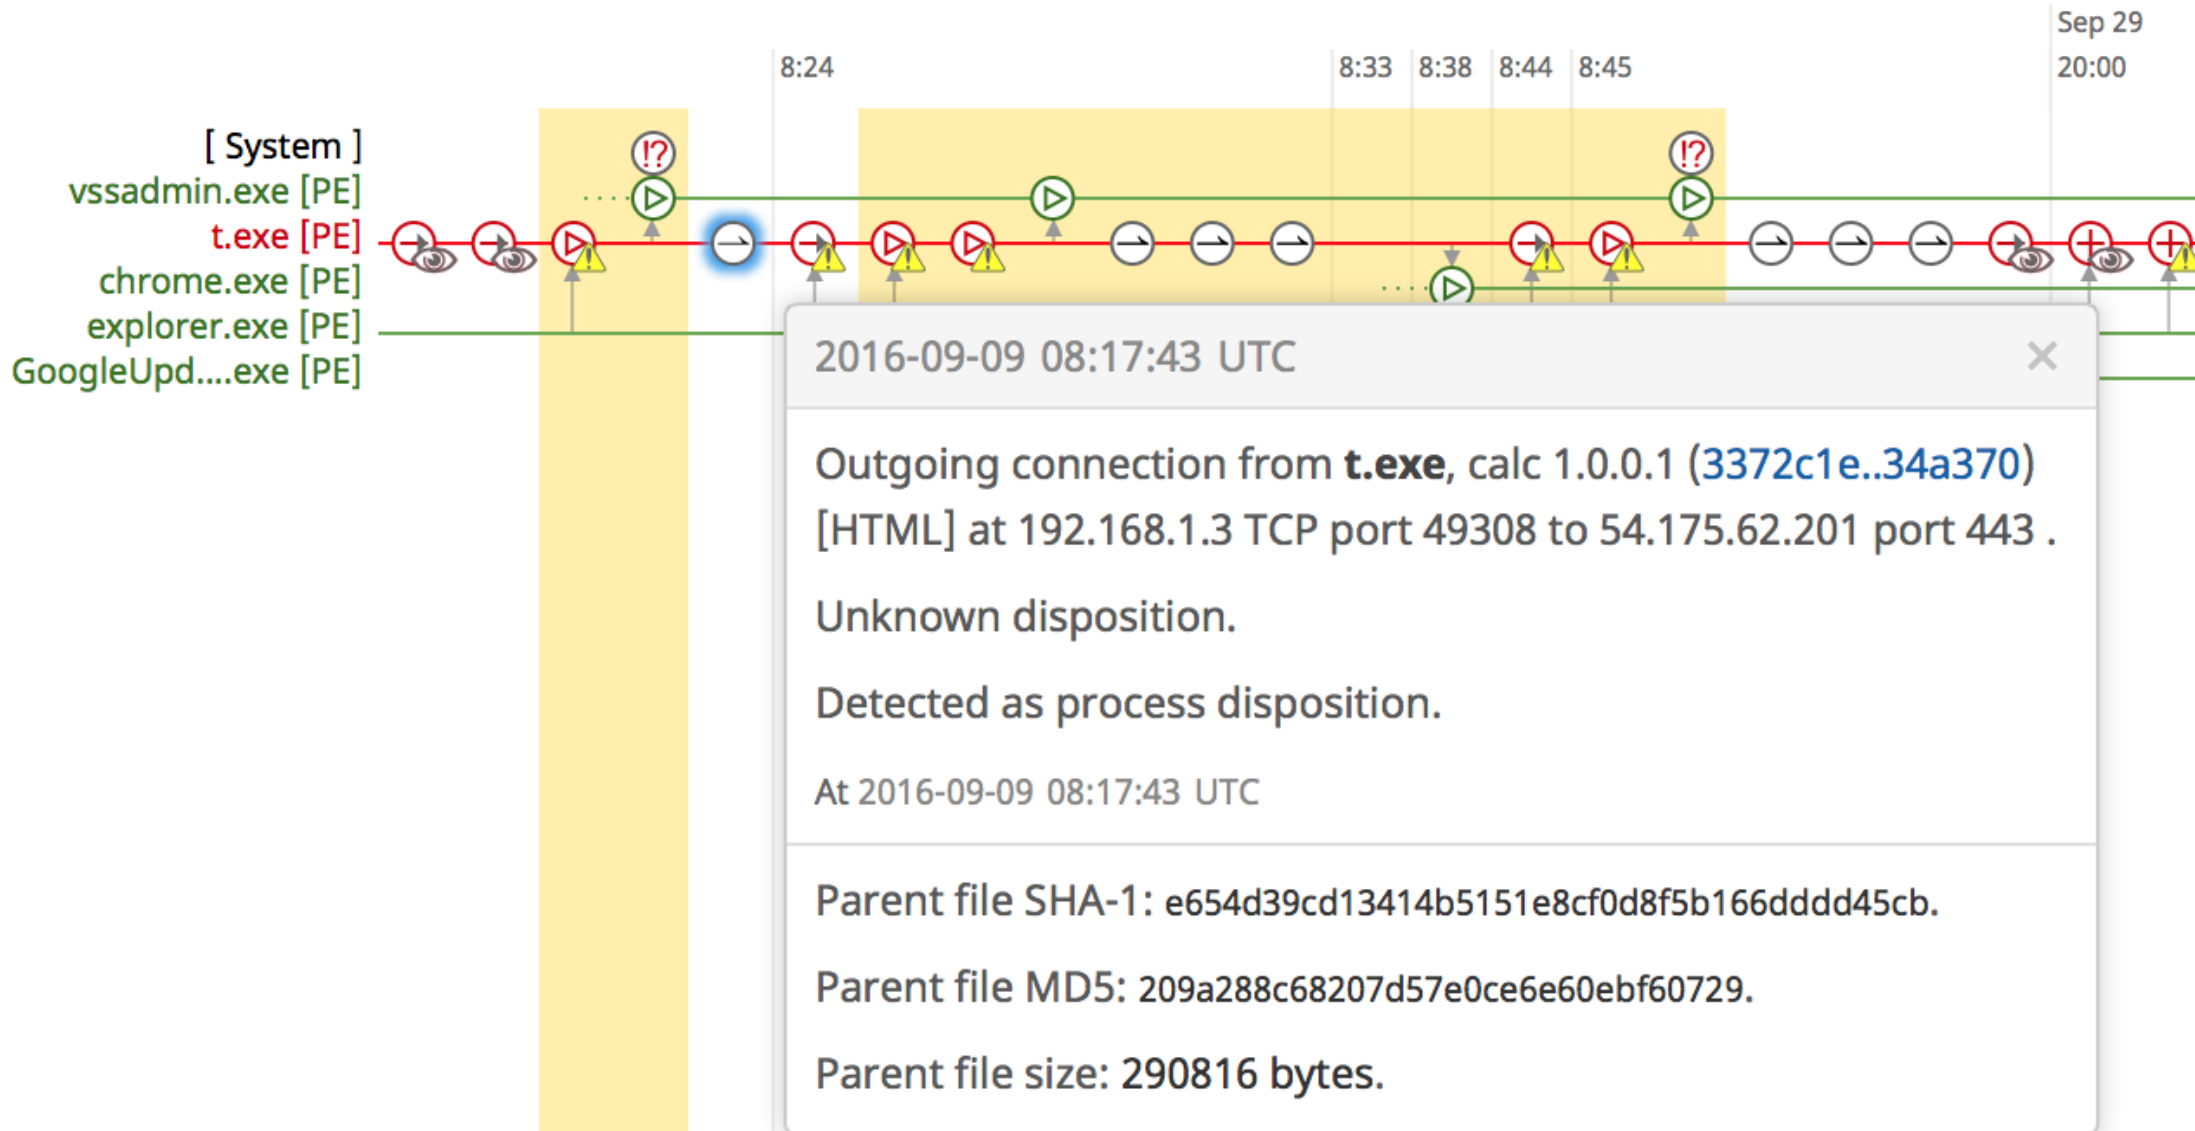 Sep 29
8:24 8:33 8:38 8:44 8:45 20:00
[ System ]
!? !?
vssadmin.exe [PE]
t.exe [PE]
chrome.exe [PE]
explorer.exe [PE]
GoogleUpd....exe [PE]
2016-09-09 08:17:43 UTC
Outgoing connection from t.exe, calc 1.0.0.1 (3372c1e..34a370)
[HTML] at 192.168.1.3 TCP port 49308 to 54.175.62.201 port 443 .
Unknown disposition.
Detected as process disposition.
At 2016-09-09 08:17:43 UTC
Parent file SHA-1: e654d39cd13414b5151e8cf0d8f5b166dddd45cb.
Parent file MD5: 209a288c68207d57e0ce6e60ebf60729.
Parent file size: 290816 bytes.